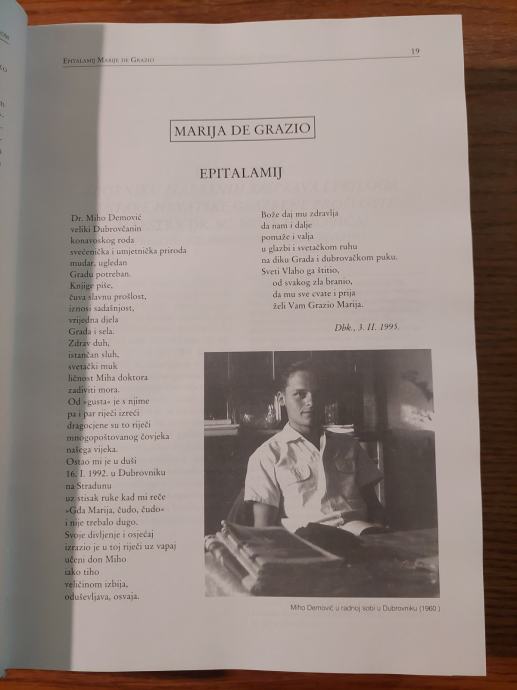 EPITALAMIJ MARIJE DE GRAZIO
19
MARIJA DE GRAZIO
EPITALAMIJ
Dr. Miho Demović
veliki Dubrovčanin
konavoskog roda
svećenička i umjetnička priroda
mudar, ugledan
Gradu potreban.
Knjige piše,
čuva slavnu prošlost,
iznosi sadašnjost,
vrijedna djela
Grada i sela.
Zdrav duh,
istančan sluh,
svetački muk
ličnost Miha doktora
zadiviti mora.
Od »gusta« je s njime
pa i par riječi izreći
dragocjene su to riječi
mnogopoštovanog čovjeka
našega vijeka.
Ostao mi je u duši
16. I. 1992. u Dubrovniku
na Stradunu
uz stisak ruke kad mi reče
»Gđa Marija, čudo, čudo«
i nije trebalo dugo.
Svoje divljenje i osjećaj
izrazio je u toj riječi uz vapaj
učeni don Miho
iako tiho
veličinom izbija,
oduševljava, osvaja.
Bože daj mu zdravlja
da nam i dalje
pomaže i valja
u glazbi i svetačkom ruhu
na diku Grada i dubrovačkom puku.
Sveti Vlaho ga štitio,
od svakog zla branio,
da mu sve cvate i prija
želi Vam Grazio Marija.
Dbk., 3. II. 1995.
Miho Demović u radnoj sobi u Dubrovniku (1960.)